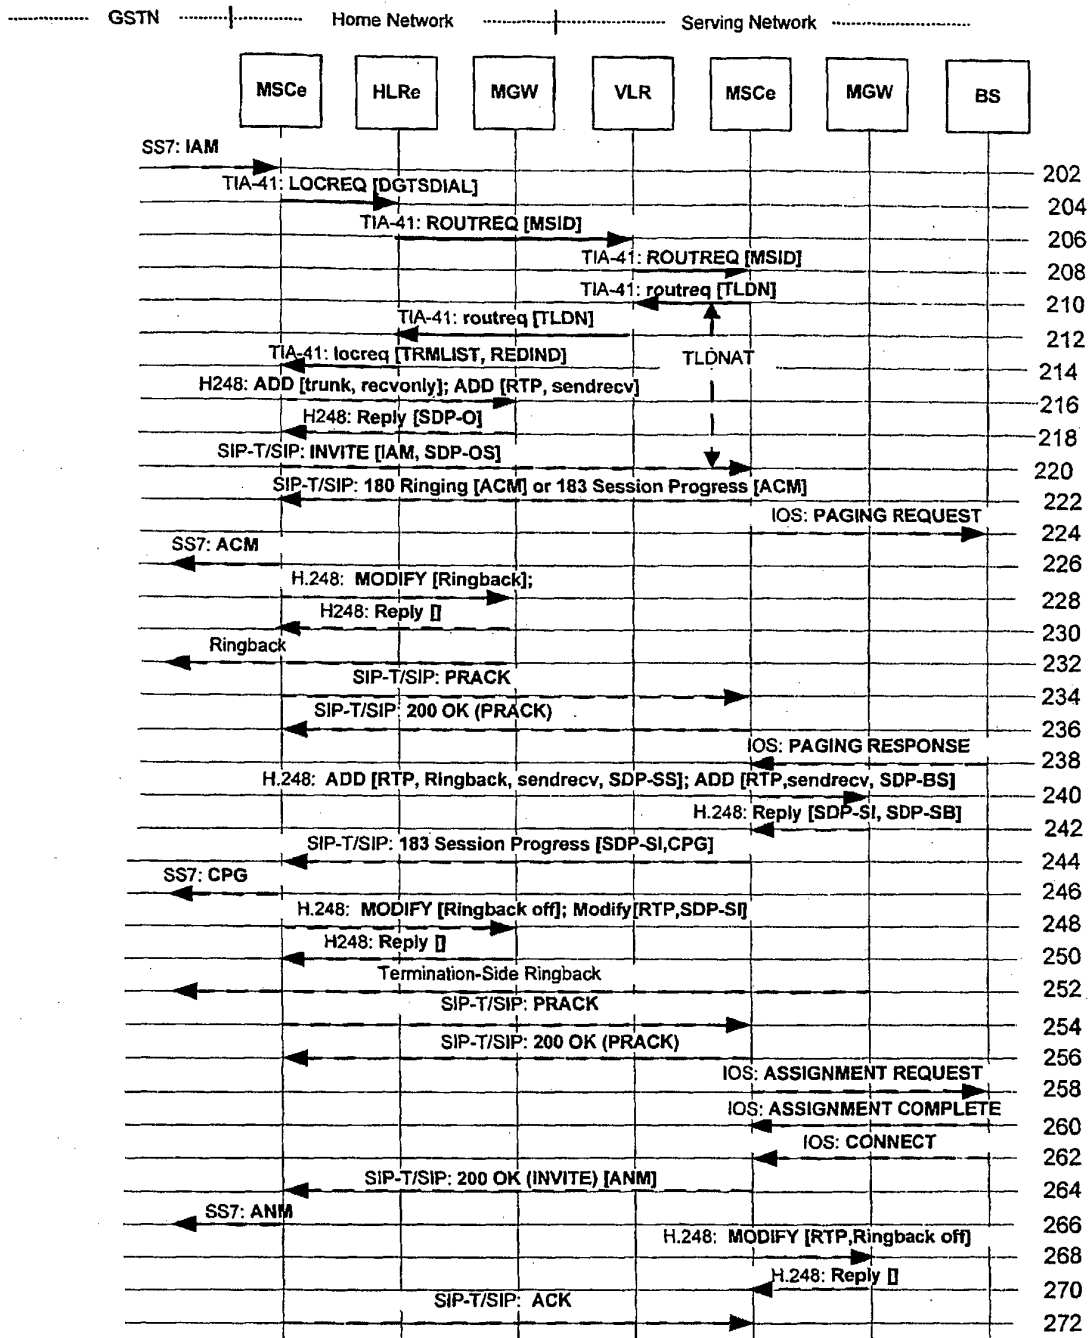 GSTN Home Network Serving Network
MSCe HLRe MGW VLR MSCe MGW BS
SS7: IAM
202
TIA-41: LOCREQ [DGTSDIAL]
204
TIA-41: ROUTREQ [MSID]
206
TIA-41: ROUTREQ [MSID]
208
TIA-41: routreq [TLDN]
210
TIA-41: routreq [TLDN]
212
TLDNAT
TIA-41: locreq [TRMLIST, REDIND]
214
H248: ADD [trunk, recvonly]; ADD [RTP, sendrecv]
216
H248: Reply [SDP-O]
218
SIP-T/SIP: INVITE [IAM, SDP-OS]
220
SIP-T/SIP: 180 Ringing [ACM] or 183 Session Progress [ACM]
222
IOS: PAGING REQUEST
224
SS7: ACM
226
H.248: MODIFY [Ringback];
228
H248: Reply []
230
Ringback
232
SIP-T/SIP: PRACK
234
SIP-T/SIP: 200 OK (PRACK)
236
IOS: PAGING RESPONSE
238
H.248: ADD [RTP, Ringback, sendrecv, SDP-SS]; ADD [RTP,sendrecv, SDP-BS]
240
H.248: Reply [SDP-SI, SDP-SB]
242
SIP-T/SIP: 183 Session Progress [SDP-SI,CPG]
244
SS7: CPG
246
H.248: MODIFY [Ringback off]; Modify[RTP,SDP-SI]
248
H248: Reply []
250
Termination-Side Ringback
252
SIP-T/SIP: PRACK
254
SIP-T/SIP: 200 OK (PRACK)
256
IOS: ASSIGNMENT REQUEST
258
IOS: ASSIGNMENT COMPLETE
260
IOS: CONNECT
262
SIP-T/SIP: 200 OK (INVITE) [ANM]
264
SS7: ANM
266
H.248: MODIFY [RTP,Ringback off]
268
H.248: Reply []
270
SIP-T/SIP: ACK
272